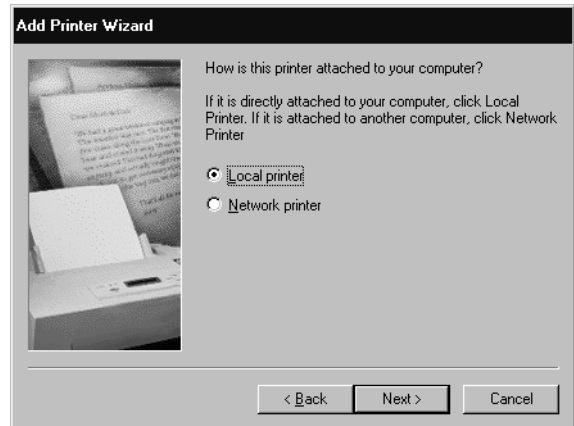 Add Printer Wizard
How is this printer attached to your computer?
If it is directly attached to your computer, click Local
Printer. If it is attached to another computer, click Network
Printer
Local printer
Network printer
< Back
Next >
Cancel